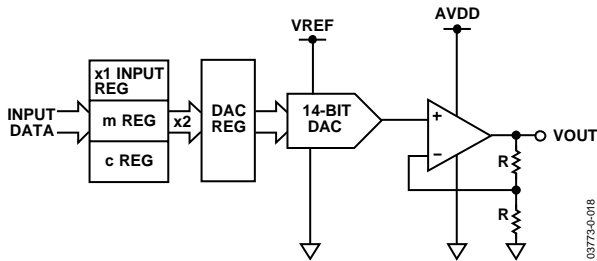 AVDD
VREF
x1 INPUT
REG
INPUT
DATA
m REG
x2
c REG
DAC
REG
14-BIT
DAC
+
–
VOUT
R
R
03773-0-018